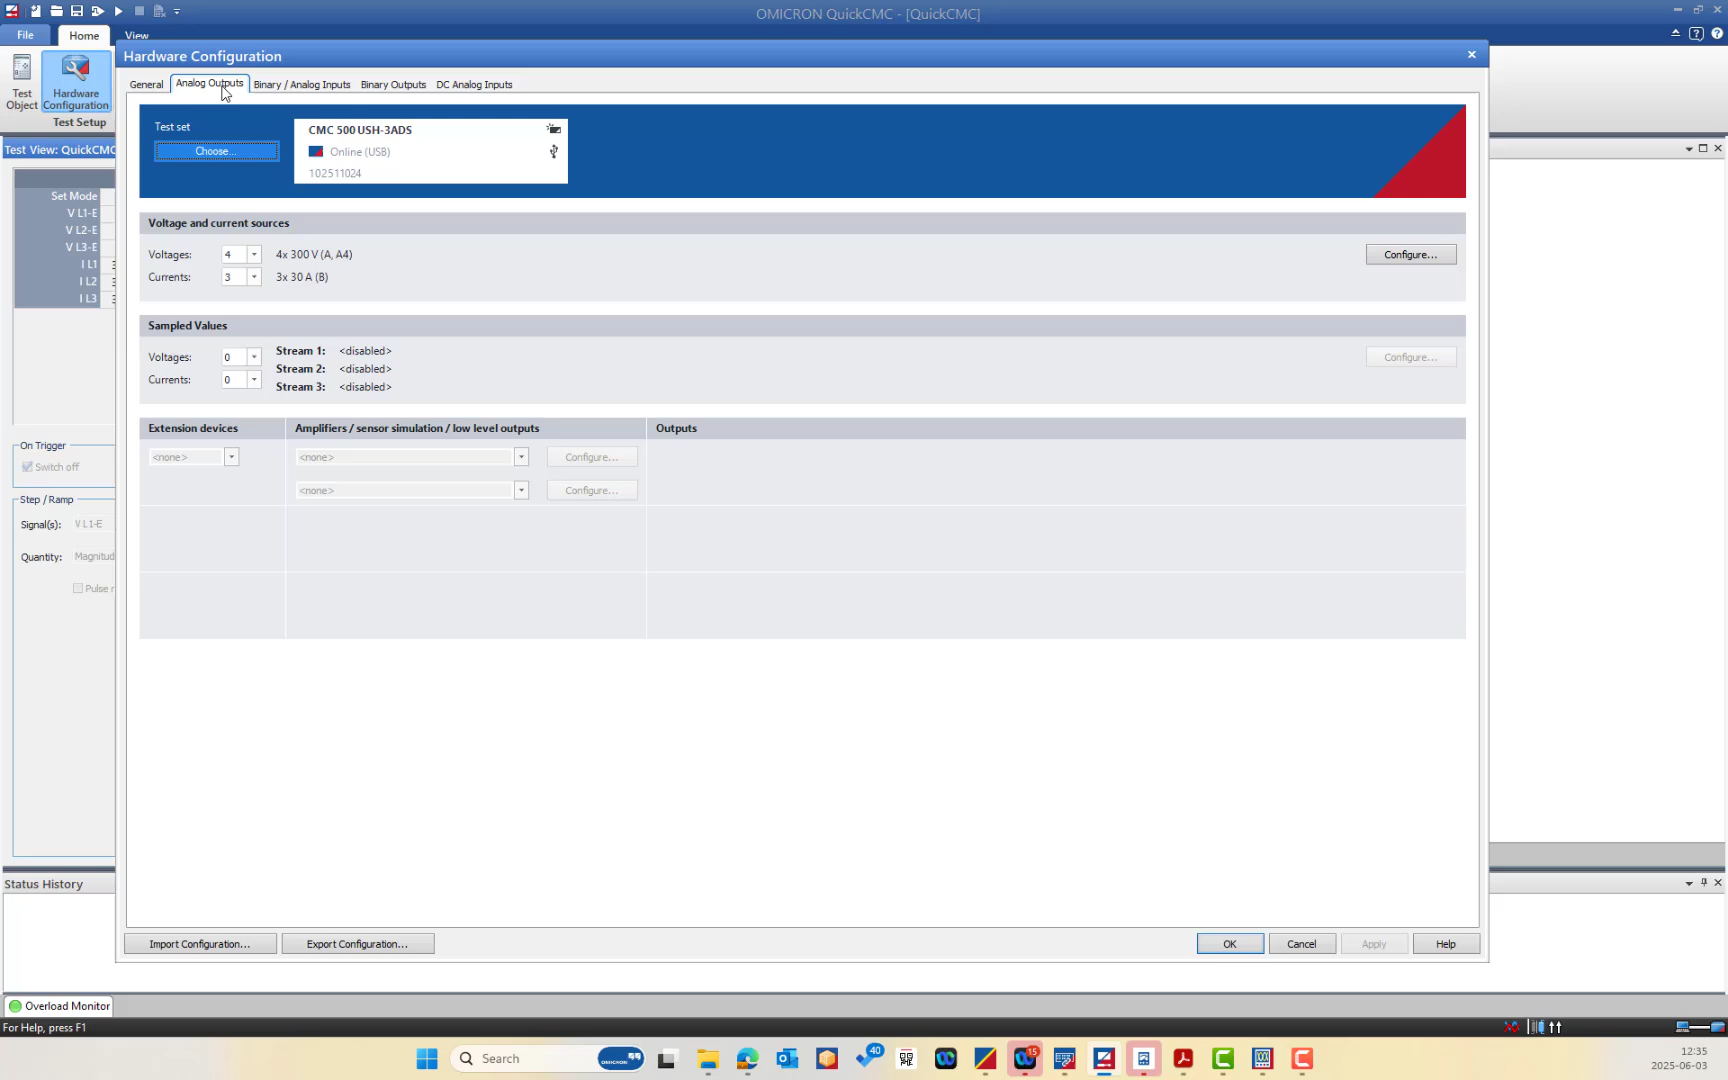 OMICRON QuickCMC - [QuickCMC]
File Home View
Test Object
Hardware Configuration
Test Setup
Hardware Configuration
General Analog Outputs Binary / Analog Inputs Binary Outputs DC Analog Inputs
Test set
Choose...
CMC 500 USH-3ADS
Online (USB)
102511024
Voltage and current sources
Voltages: 4 4x 300 V (A, A4) Configure...
Currents: 3 3x 30 A (B)
Sampled Values
Voltages: 0 Stream 1: <disabled> Configure...
Stream 2: <disabled>
Currents: 0
Stream 3: <disabled>
Extension devices Amplifiers / sensor simulation / low level outputs Outputs
<none> <none> Configure...
<none> Configure...
Import Configuration... Export Configuration... OK Cancel Apply Help
Test View: QuickCMC
Set Mode
V L1-E
V L2-E
V L3-E
I L1
I L2
I L3
On Trigger
Switch off
Step / Ramp
Signal(s): V L1-E
Quantity: Magnitud
Pulse r
Status History
Overload Monitor
For Help, press F1
Search OMICRON 40 15
12:35
2025-06-03